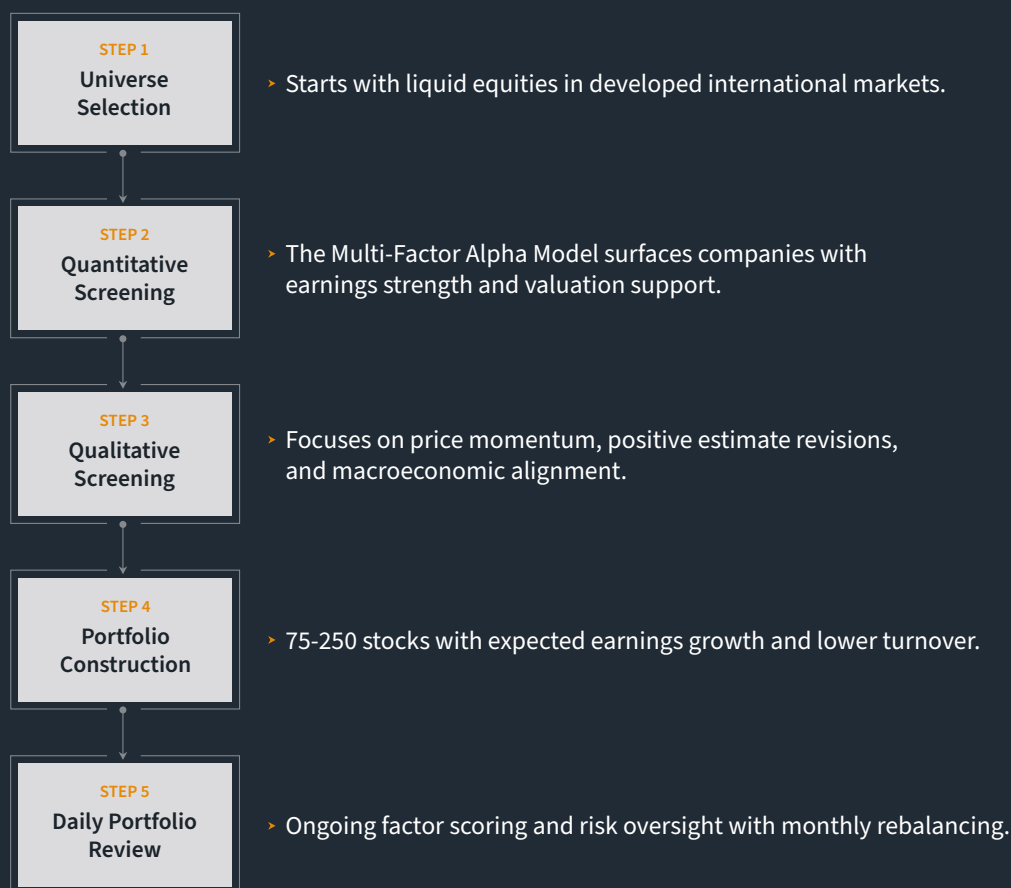 STEP 1
Universe
Selection
Starts with liquid equities in developed international markets.
STEP 2
Quantitative
Screening
The Multi-Factor Alpha Model surfaces companies with
earnings strength and valuation support.
STEP 3
Qualitative
Screening
Focuses on price momentum, positive estimate revisions,
and macroeconomic alignment.
STEP 4
Portfolio
Construction
75-250 stocks with expected earnings growth and lower turnover.
STEP 5
Daily Portfolio
Review
Ongoing factor scoring and risk oversight with monthly rebalancing.